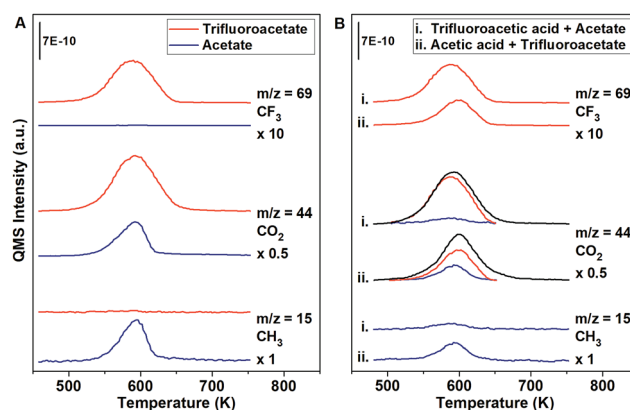 A
7E-10
Trifluoroacetate
Acetate
m/z = 69
CF3
x 10
m/z = 44
CO2
x 0.5
m/z = 15
CH3
x 1
QMS Intensity (a.u.)
500 600 700 800
Temperature (K)
B
7E-10
i. Trifluoroacetic acid + Acetate
ii. Acetic acid + Trifluoroacetate
i.
ii.
m/z = 69
CF3
x 10
i.
ii.
m/z = 44
CO2
x 0.5
i.
ii.
m/z = 15
CH3
x 1
500 600 700 800
Temperature (K)